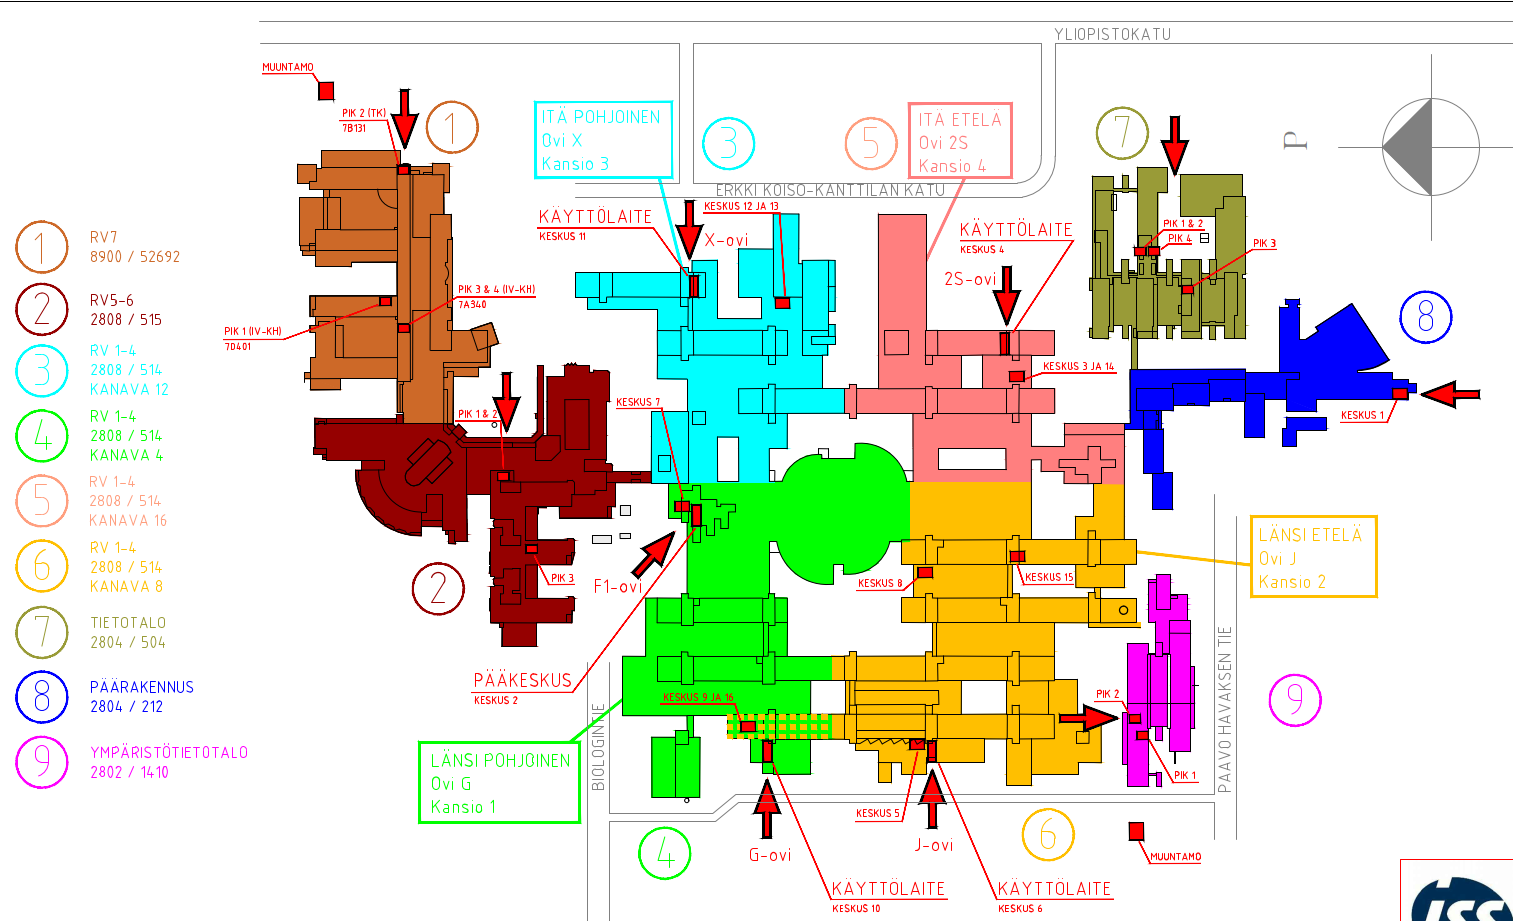 YLIOPISTOKATU
MUUNTAMO
PIK 2 (TK)
7B131
1
ITÄ POHJOINEN
Ovi X
Kansio 3
3
5
ITÄ ETELÄ
Ovi 2S
Kansio 4
7
P
ERKKI KOISO-KANTTILAN KATU
KESKUS 12 JA 13
KÄYTTÖLAITE
KESKUS 11
X-ovi
KÄYTTÖLAITE
KESKUS 4
2S-ovi
PIK 1 & 2
PIK 4
PIK 3
1
RV7
8900 / 52692
2
RV5-6
2808 / 515
3
RV 1-4
2808 / 514
KANAVA 12
4
RV 1-4
2808 / 514
KANAVA 4
5
RV 1-4
2808 / 514
KANAVA 16
6
RV 1-4
2808 / 514
KANAVA 8
7
TIETOTALO
2804 / 504
8
PÄÄRAKENNUS
2804 / 212
9
YMPÄRISTÖTIETOTALO
2802 / 1410
PIK 3 & 4 (IV-KH)
7A340
PIK 1 (IV-KH)
7D401
8
KESKUS 3 JA 14
KESKUS 1
PIK 1 & 2
KESKUS 7
LÄNSI ETELÄ
Ovi J
Kansio 2
2
PIK 3
F1-ovi
KESKUS 8
KESKUS 15
PÄÄKESKUS
KESKUS 2
KESKUS 9 JA 16
PIK 2
PIK 1
9
BIOLOGINTIE
PAAVO HAVAKSEN TIE
LÄNSI POHJOINEN
Ovi G
Kansio 1
KESKUS 5
4
G-ovi
J-ovi
6
MUUNTAMO
KÄYTTÖLAITE
KESKUS 10
KÄYTTÖLAITE
KESKUS 6
ISS